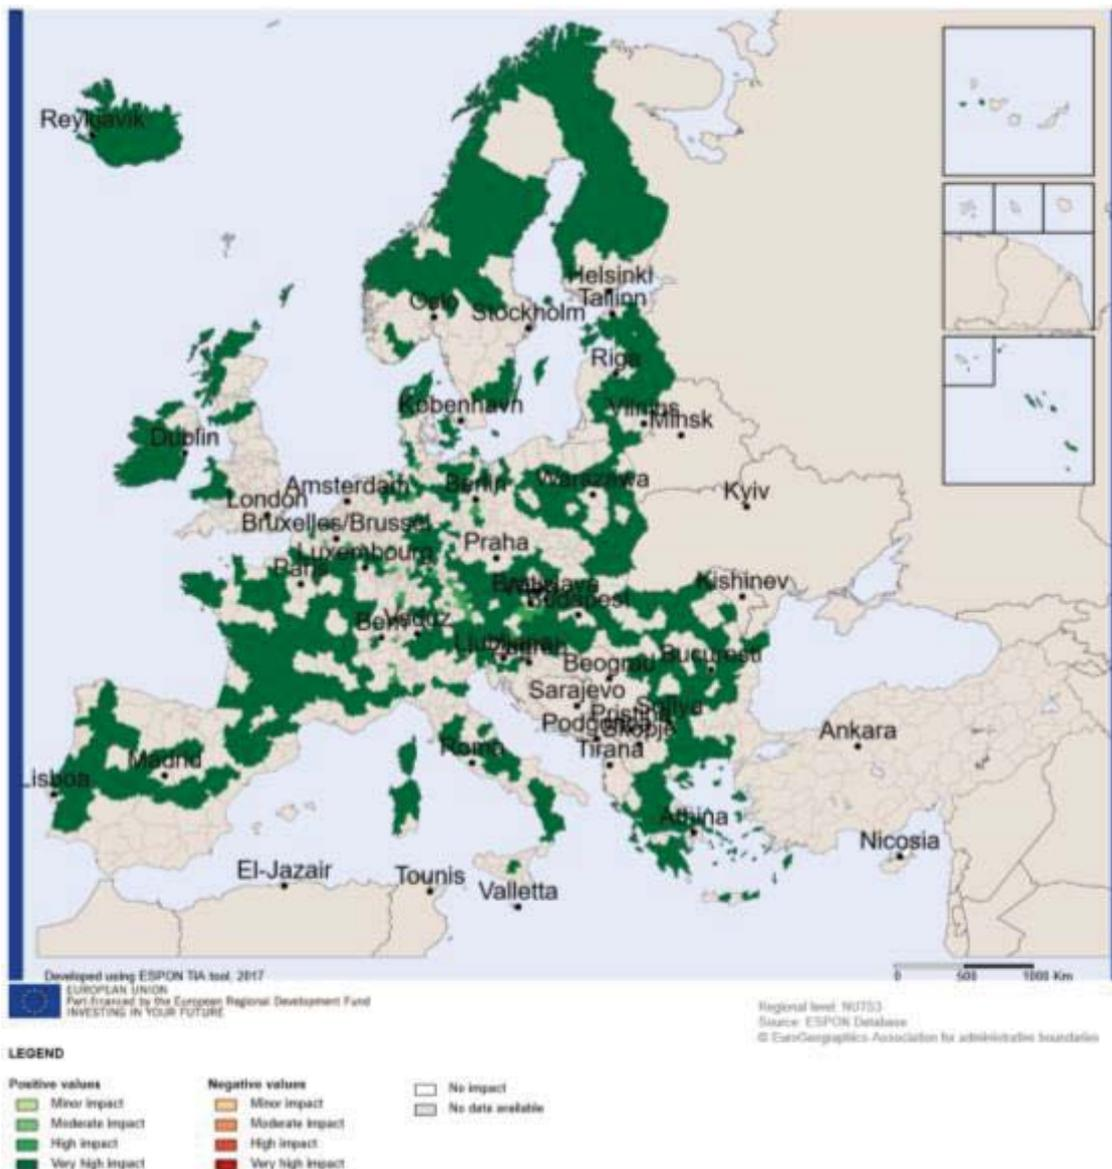 Reykjavik
Helsinki
Tallinn
Oslo
Stockholm
Riga
København
Vilnius
Minsk
Dublin
Amsterdam
Berlin
Warszawa
Kyiv
London
Bruxelles/Brussel
Luxembourg
Praha
Paris
Bratislava
Kishinev
Budapest
Vaduz
Bern
Ljubljana
Beograd
Bucuresti
Sarajevo
Podgorica
Skopje
Madrid
Roma
Tirana
Ankara
Lisboa
Athina
Nicosia
El-Jazair
Tounis
Valletta
Developed using ESPON TIA tool, 2017
0 500 1000 Km
EUROPEAN UNION
Part-financed by the European Regional Development Fund
INVESTING IN YOUR FUTURE
Regional level: NUTS3
Source: ESPON Database
© EuroGeographics Association for administrative boundaries
LEGEND
Positive values
Minor impact
Moderate impact
High impact
Very high impact
Negative values
Minor impact
Moderate impact
High impact
Very high impact
No impact
No data available